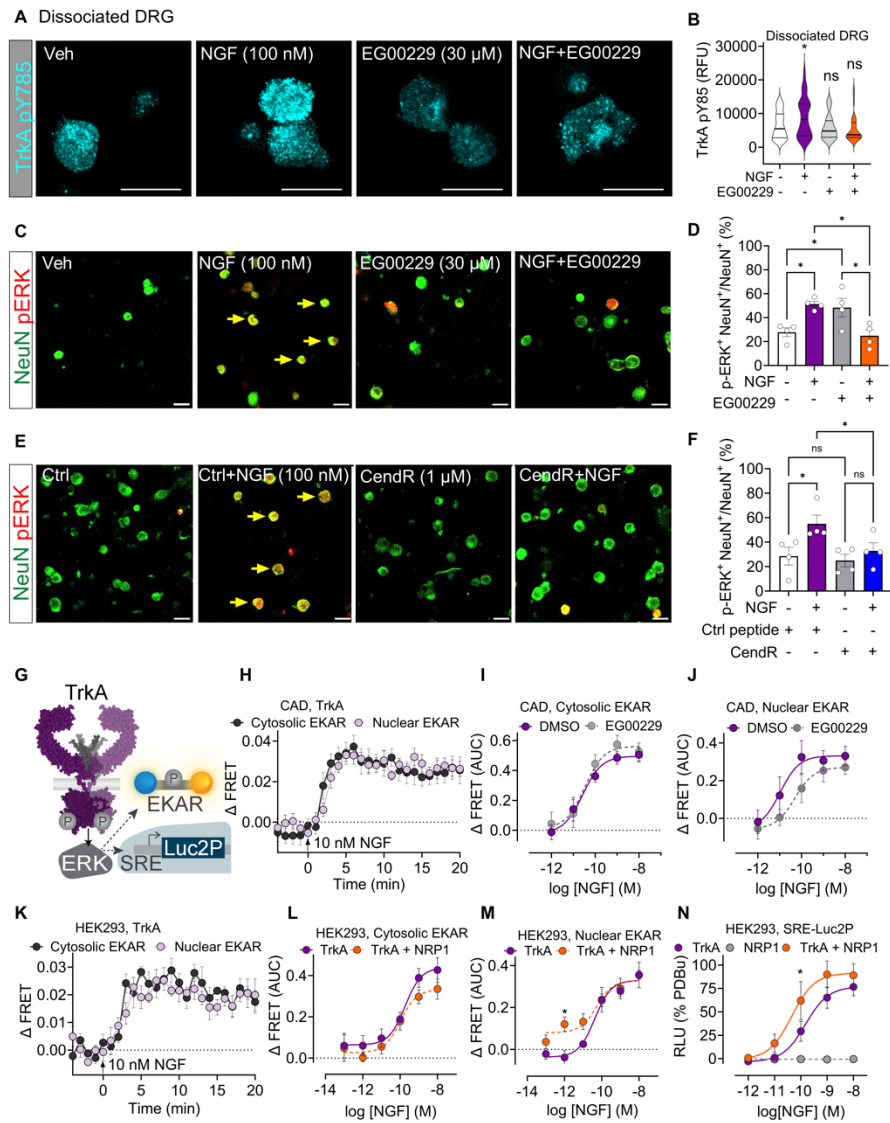 A Dissociated DRG
TrkA pY785
Veh
NGF (100 nM)
EG00229 (30 µM)
NGF+EG00229
B
Dissociated DRG
TrkA pY85 (RFU)
30000
20000
10000
0
*
ns
ns
NGF - + - +
EG00229 - - + +
C
NeuN pERK
Veh
NGF (100 nM)
EG00229 (30 µM)
NGF+EG00229
D
p-ERK+ NeuN+/NeuN+ (%)
100
80
60
40
20
0
*
*
*
*
NGF - + - +
EG00229 - - + +
E
NeuN pERK
Ctrl
Ctrl+NGF (100 nM)
CendR (1 µM)
CendR+NGF
F
p-ERK+ NeuN+/NeuN+ (%)
100
80
60
40
20
0
*
ns
*
ns
NGF - + - +
Ctrl peptide + + - -
CendR - - + +
G
TrkA
P
P
P
EKAR
ERK
SRE
Luc2P
H
CAD, TrkA
Cytosolic EKAR Nuclear EKAR
Δ FRET
0.04
0.02
0.00
10 nM NGF
0 5 10 15 20
Time (min)
I
CAD, Cytosolic EKAR
DMSO EG00229
Δ FRET (AUC)
0.6
0.4
0.2
0.0
-12 -10 -8
log [NGF] (M)
J
CAD, Nuclear EKAR
DMSO EG00229
Δ FRET (AUC)
0.4
0.2
0.0
-12 -10 -8
log [NGF] (M)
K
HEK293, TrkA
Cytosolic EKAR Nuclear EKAR
Δ FRET
0.03
0.02
0.01
0.00
10 nM NGF
0 5 10 15 20
Time (min)
L
HEK293, Cytosolic EKAR
TrkA TrkA + NRP1
Δ FRET (AUC)
0.4
0.2
0.0
-14 -12 -10 -8
log [NGF] (M)
M
HEK293, Nuclear EKAR
TrkA TrkA + NRP1
Δ FRET (AUC)
0.4
0.2
0.0
*
-14 -12 -10 -8
log [NGF] (M)
N
HEK293, SRE-Luc2P
TrkA NRP1 TrkA + NRP1
RLU (% PDBu)
100
75
50
25
0
*
-12 -11 -10 -9 -8
log[NGF] (M)